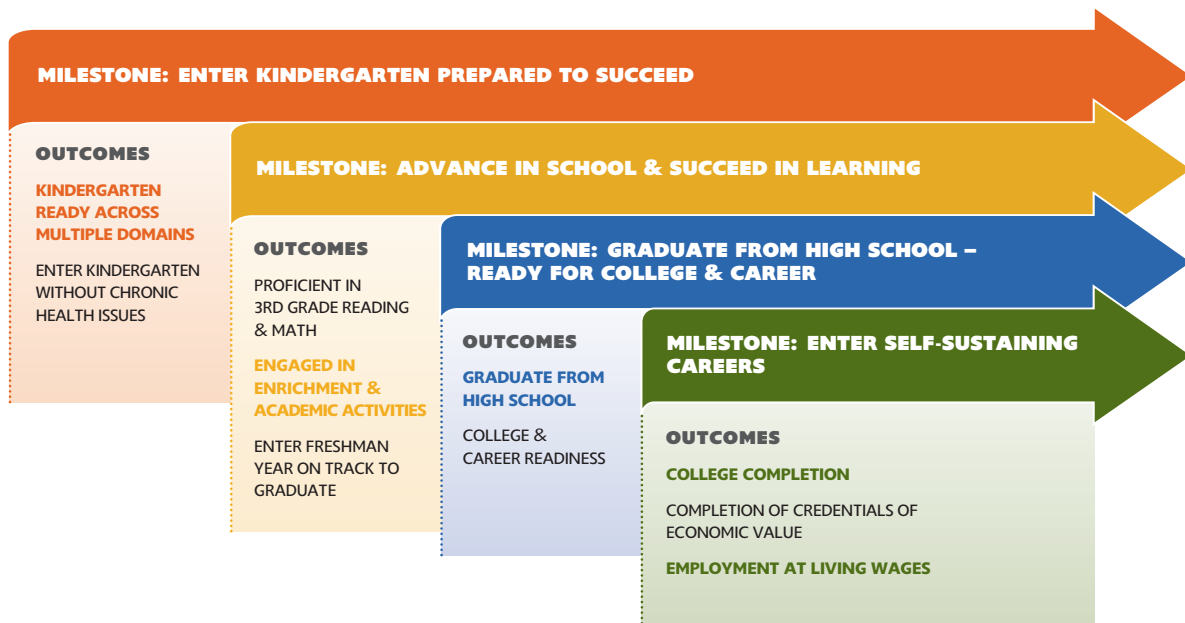 MILESTONE: ENTER KINDERGARTEN PREPARED TO SUCCEED
OUTCOMES
KINDERGARTEN
READY ACROSS
MULTIPLE DOMAINS
ENTER KINDERGARTEN
WITHOUT CHRONIC
HEALTH ISSUES
MILESTONE: ADVANCE IN SCHOOL & SUCCEED IN LEARNING
OUTCOMES
PROFICIENT IN
3RD GRADE READING
& MATH
ENGAGED IN
ENRICHMENT &
ACADEMIC ACTIVITIES
ENTER FRESHMAN
YEAR ON TRACK TO
GRADUATE
MILESTONE: GRADUATE FROM HIGH SCHOOL –
READY FOR COLLEGE & CAREER
OUTCOMES
GRADUATE FROM
HIGH SCHOOL
COLLEGE &
CAREER READINESS
MILESTONE: ENTER SELF-SUSTAINING
CAREERS
OUTCOMES
COLLEGE COMPLETION
COMPLETION OF CREDENTIALS OF
ECONOMIC VALUE
EMPLOYMENT AT LIVING WAGES